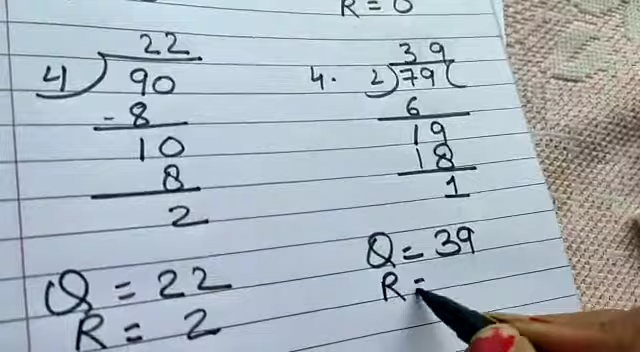 R = 0
22
4)90
- 8
10
8
2
Q = 22
R = 2
4. 39
2)79(
6
19
18
1
Q = 39
R =